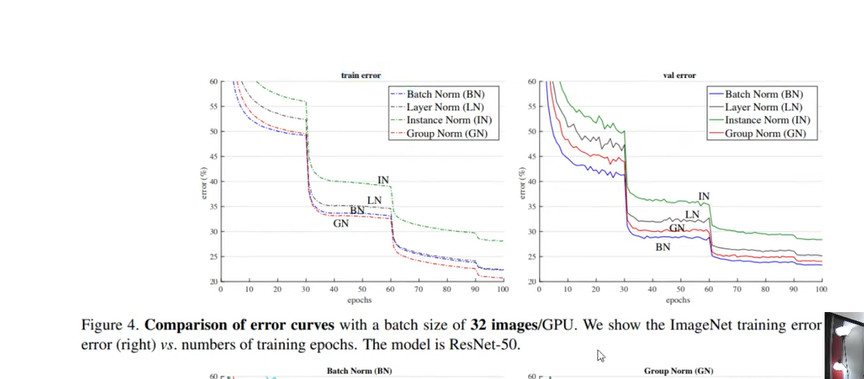 train error
60
55
50
45
40
35
30
25
20
error (%)
0 10 20 30 40 50 60 70 80 90 100
epochs
Batch Norm (BN)
Layer Norm (LN)
Instance Norm (IN)
Group Norm (GN)
IN
LN
BN
GN
val error
60
55
50
45
40
35
30
25
20
error (%)
0 10 20 30 40 50 60 70 80 90 100
epochs
Batch Norm (BN)
Layer Norm (LN)
Instance Norm (IN)
Group Norm (GN)
IN
LN
GN
BN
Figure 4. Comparison of error curves with a batch size of 32 images/GPU. We show the ImageNet training error
error (right) vs. numbers of training epochs. The model is ResNet-50.
Batch Norm (BN)
60
Group Norm (GN)
60